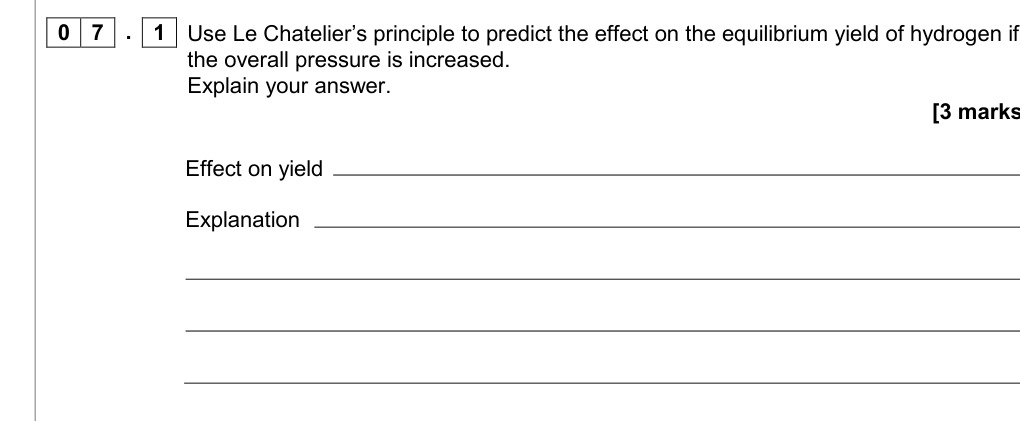 0 7 . 1 Use Le Chatelier’s principle to predict the effect on the equilibrium yield of hydrogen if
the overall pressure is increased.
Explain your answer.
[3 marks
Effect on yield
Explanation